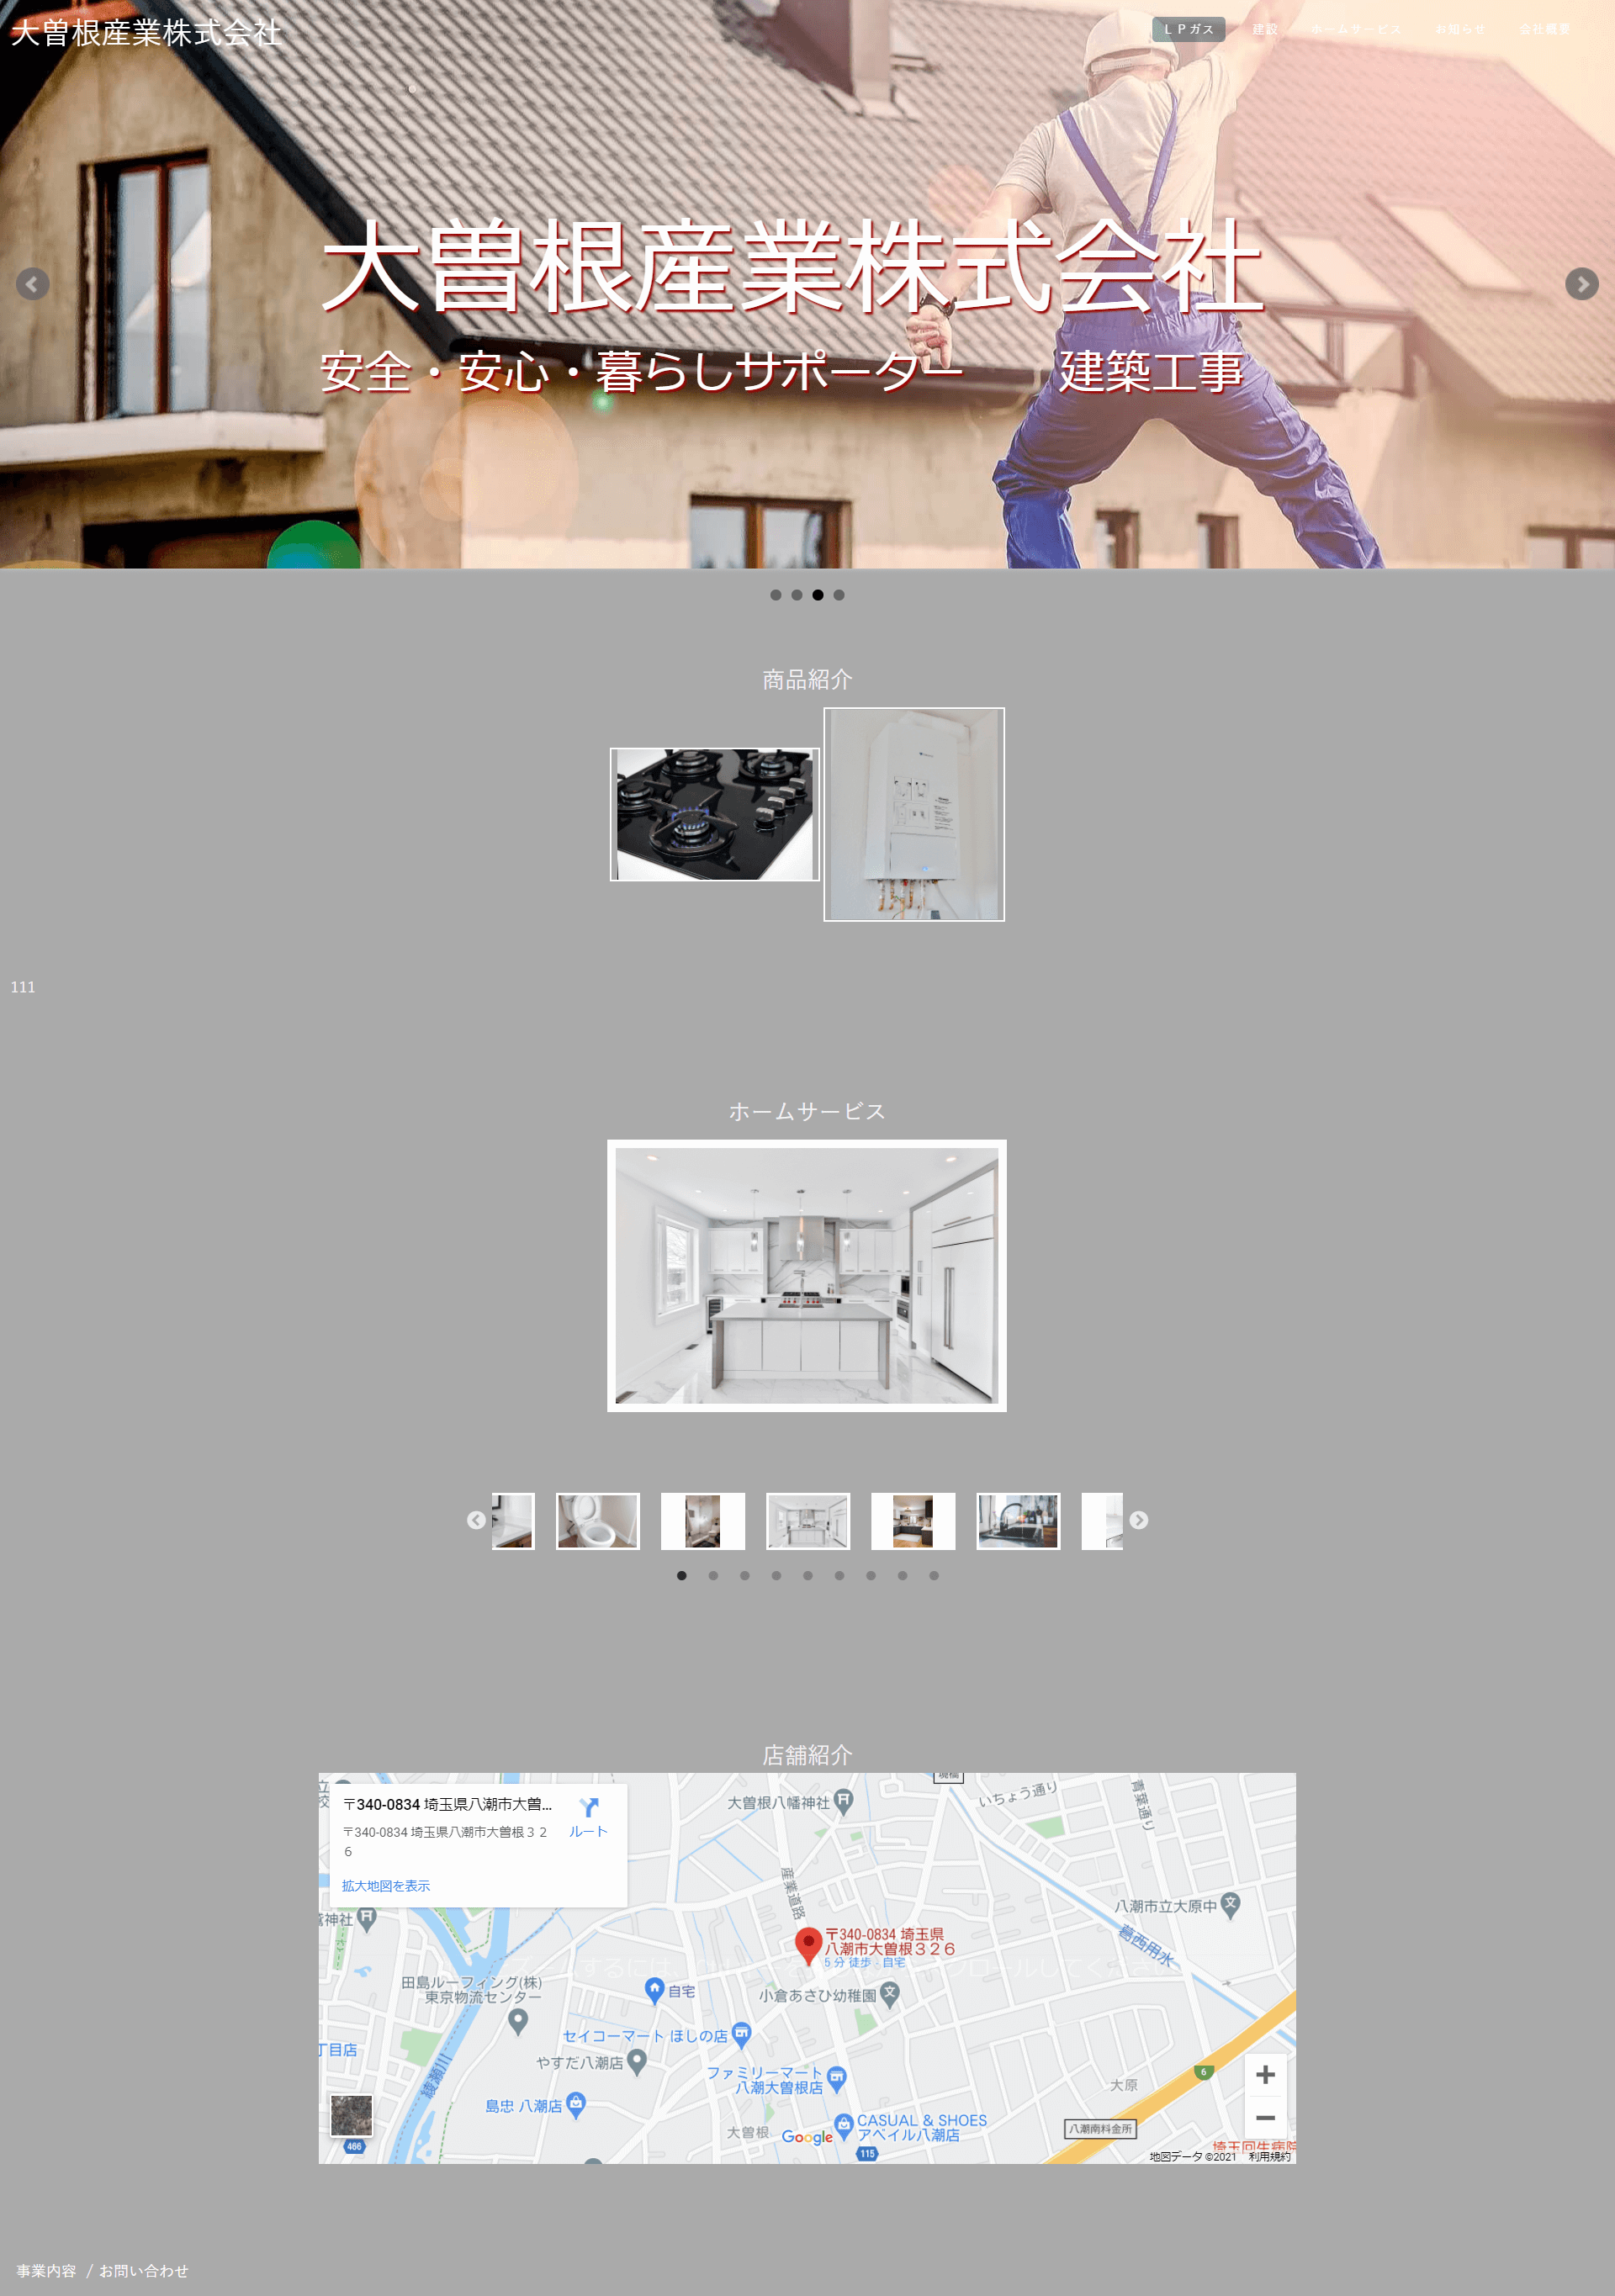 大曽根産業株式会社
ＬＰガス 建設 ホームサービス お知らせ 会社概要
大曽根産業株式会社
安全・安心・暮らしサポーター 建築工事
商品紹介
111
ホームサービス
店舗紹介
〒340-0834 埼玉県八潮市大曽...
〒340-0834 埼玉県八潮市大曽根３２
６
ルート
拡大地図を表示
大曽根八幡神社
いちょう通り
青葉通り
産業道路
八潮市立大原中
葛西用水
〒340-0834 埼玉県
八潮市大曽根３２６
5 分 徒歩 · 自宅
田島ルーフィング(株)
東京物流センター
自宅
小倉あさひ幼稚園
セイコーマート ほしの店
やすだ八潮店
丁目店
綾瀬川
ファミリーマート
八潮大曽根店
島忠 八潮店
大原
6
大曽根
Google
CASUAL & SHOES
アベイル八潮店
八潮南料金所
466
115
埼玉回生病院
地図データ ©2021 利用規約
事業内容 / お問い合わせ